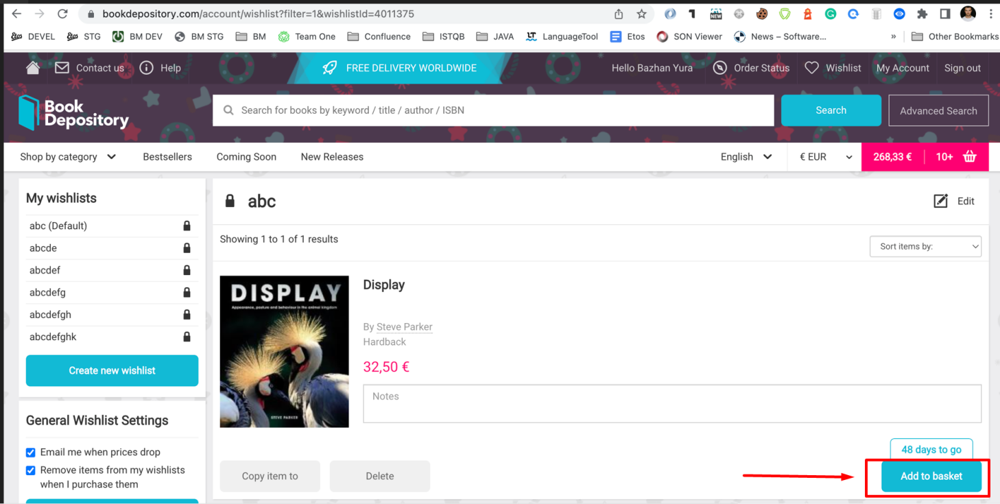 bookdepository.com/account/wishlist?filter=1&wishlistId=4011375
NEW
DEVEL STG BM DEV BM STG BM Team One Confluence ISTQB JAVA LT LanguageTool Etos SON Viewer News – Software... » Other Bookmarks
Contact us Help FREE DELIVERY WORLDWIDE Hello Bazhan Yura Order Status Wishlist My Account Sign out
Book
Depository
Search for books by keyword / title / author / ISBN Search Advanced Search
Shop by category Bestsellers Coming Soon New Releases English € EUR 268,33 € 10+
My wishlists
abc (Default)
abcde
abcdef
abcdefg
abcdefgh
abcdefghk
Create new wishlist
General Wishlist Settings
Email me when prices drop
Remove items from my wishlists
when I purchase them
abc Edit
Showing 1 to 1 of 1 results
Sort items by:
DISPLAY
Appearance, posture and behaviour in the animal kingdom
STEVE PARKER
Display
By Steve Parker
Hardback
32,50 €
Notes
48 days to go
Copy item to Delete Add to basket